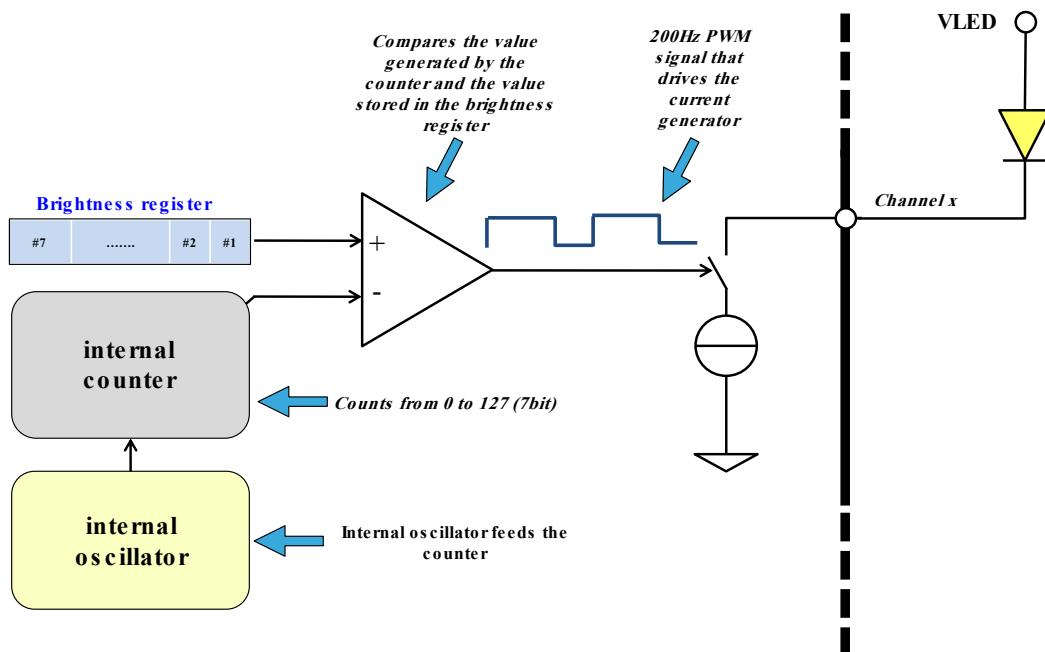 Compares the value
generated by the
counter and the value
stored in the brightness
register
200Hz PWM
signal that
drives the
current
generator
VLED
Brightness register
#7
.......
#2
#1
+
-
Channel x
internal
counter
Counts from 0 to 127 (7bit)
internal
oscillator
Internal oscillator feeds the
counter